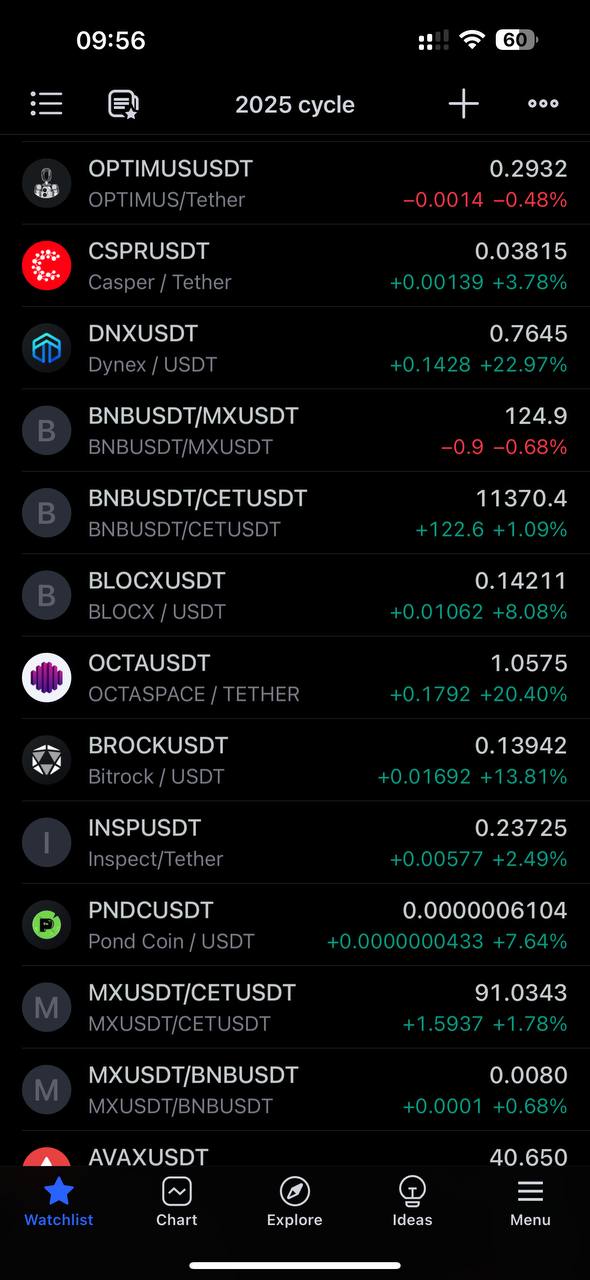 09:56
60
2025 cycle
OPTIMUSUSDT 0.2932
OPTIMUS/Tether −0.0014 −0.48%
CSPRUSDT 0.03815
Casper / Tether +0.00139 +3.78%
DNXUSDT 0.7645
Dynex / USDT +0.1428 +22.97%
B
BNBUSDT/MXUSDT 124.9
BNBUSDT/MXUSDT −0.9 −0.68%
B
BNBUSDT/CETUSDT 11370.4
BNBUSDT/CETUSDT +122.6 +1.09%
B
BLOCXUSDT 0.14211
BLOCX / USDT +0.01062 +8.08%
OCTAUSDT 1.0575
OCTASPACE / TETHER +0.1792 +20.40%
BROCKUSDT 0.13942
Bitrock / USDT +0.01692 +13.81%
I
INSPUSDT 0.23725
Inspect/Tether +0.00577 +2.49%
PNDCUSDT 0.0000006104
Pond Coin / USDT +0.0000000433 +7.64%
M
MXUSDT/CETUSDT 91.0343
MXUSDT/CETUSDT +1.5937 +1.78%
M
MXUSDT/BNBUSDT 0.0080
MXUSDT/BNBUSDT +0.0001 +0.68%
AVAXUSDT 40.650
Watchlist Chart Explore Ideas Menu